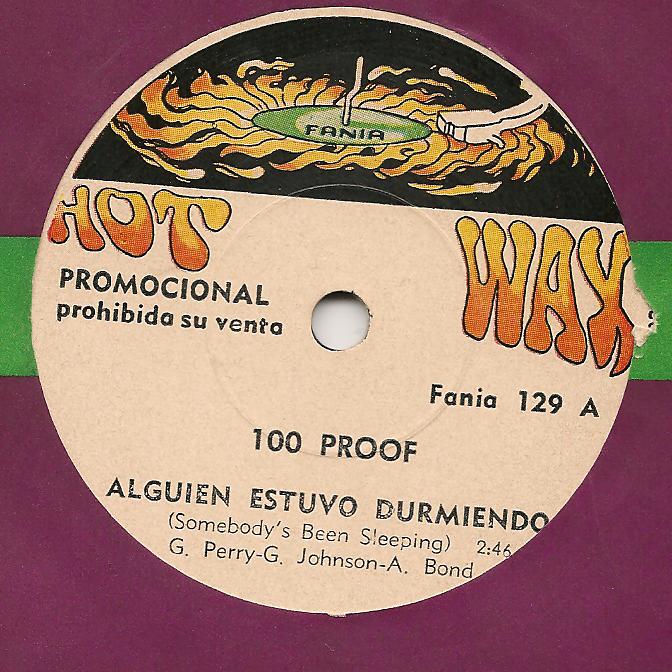 FANIA
HOT WAX
PROMOCIONAL
prohibida su venta
Fania 129 A
100 PROOF
ALGUIEN ESTUVO DURMIENDO
(Somebody's Been Sleeping) 2:46
G. Perry-G. Johnson-A. Bond